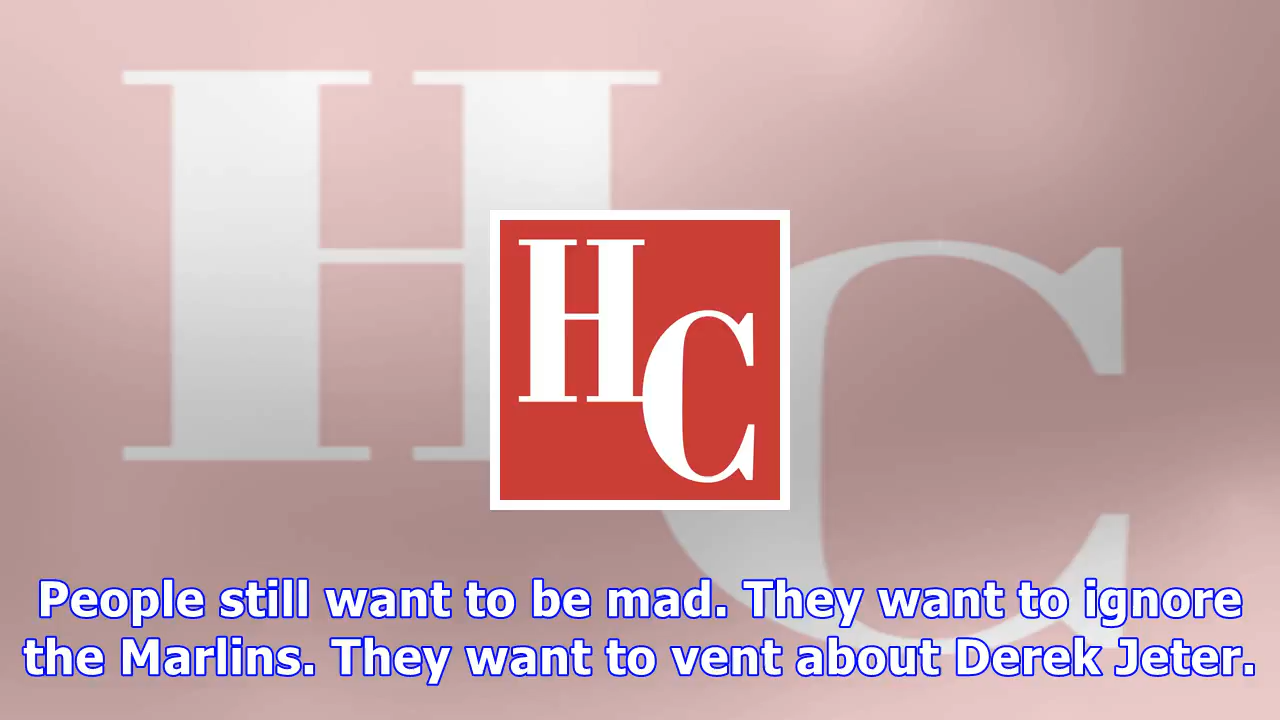 HC
HC
People still want to be mad. They want to ignore
the Marlins. They want to vent about Derek Jeter.